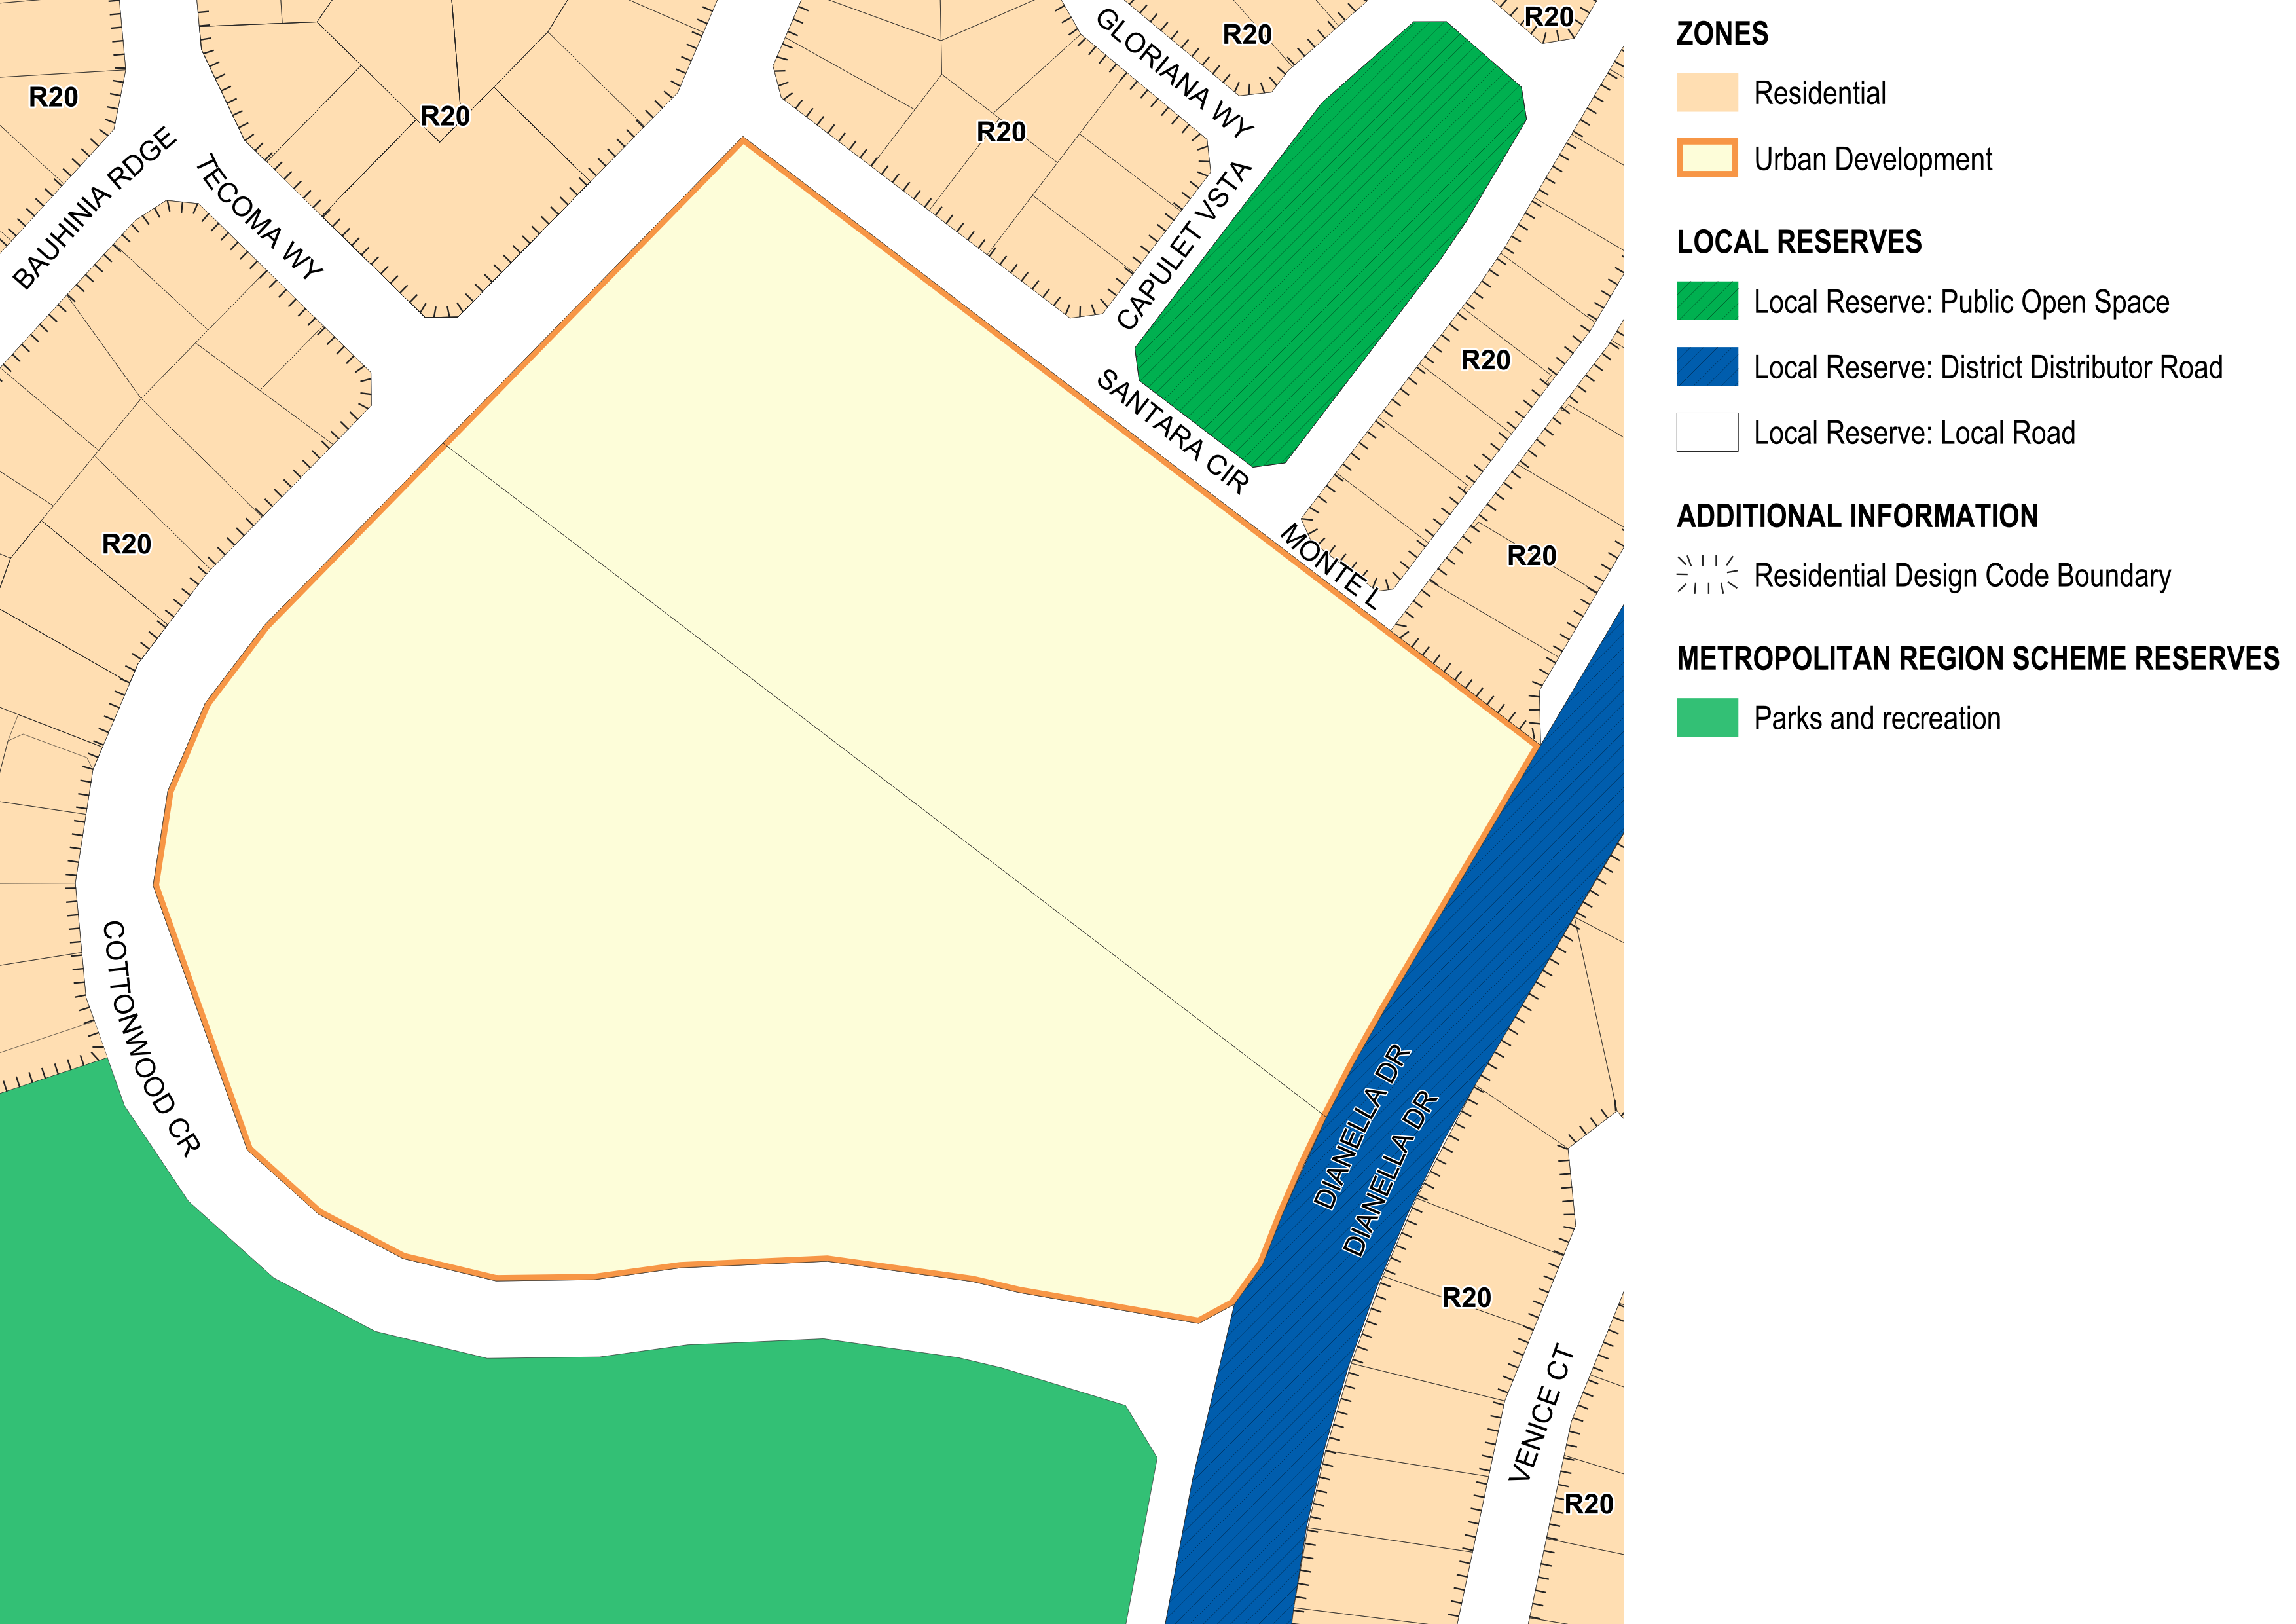 R20
R20
GLORIANA WY
R20
R20
R20
BAUHINIA RDGE
TECOMA WY
CAPULET VSTA
SANTARA CIR
R20
MONTE L
R20
R20
COTTONWOOD CR
DIANELLA DR
DIANELLA DR
R20
VENICE CT
R20
ZONES
Residential
Urban Development
LOCAL RESERVES
Local Reserve: Public Open Space
Local Reserve: District Distributor Road
Local Reserve: Local Road
ADDITIONAL INFORMATION
Residential Design Code Boundary
METROPOLITAN REGION SCHEME RESERVES
Parks and recreation